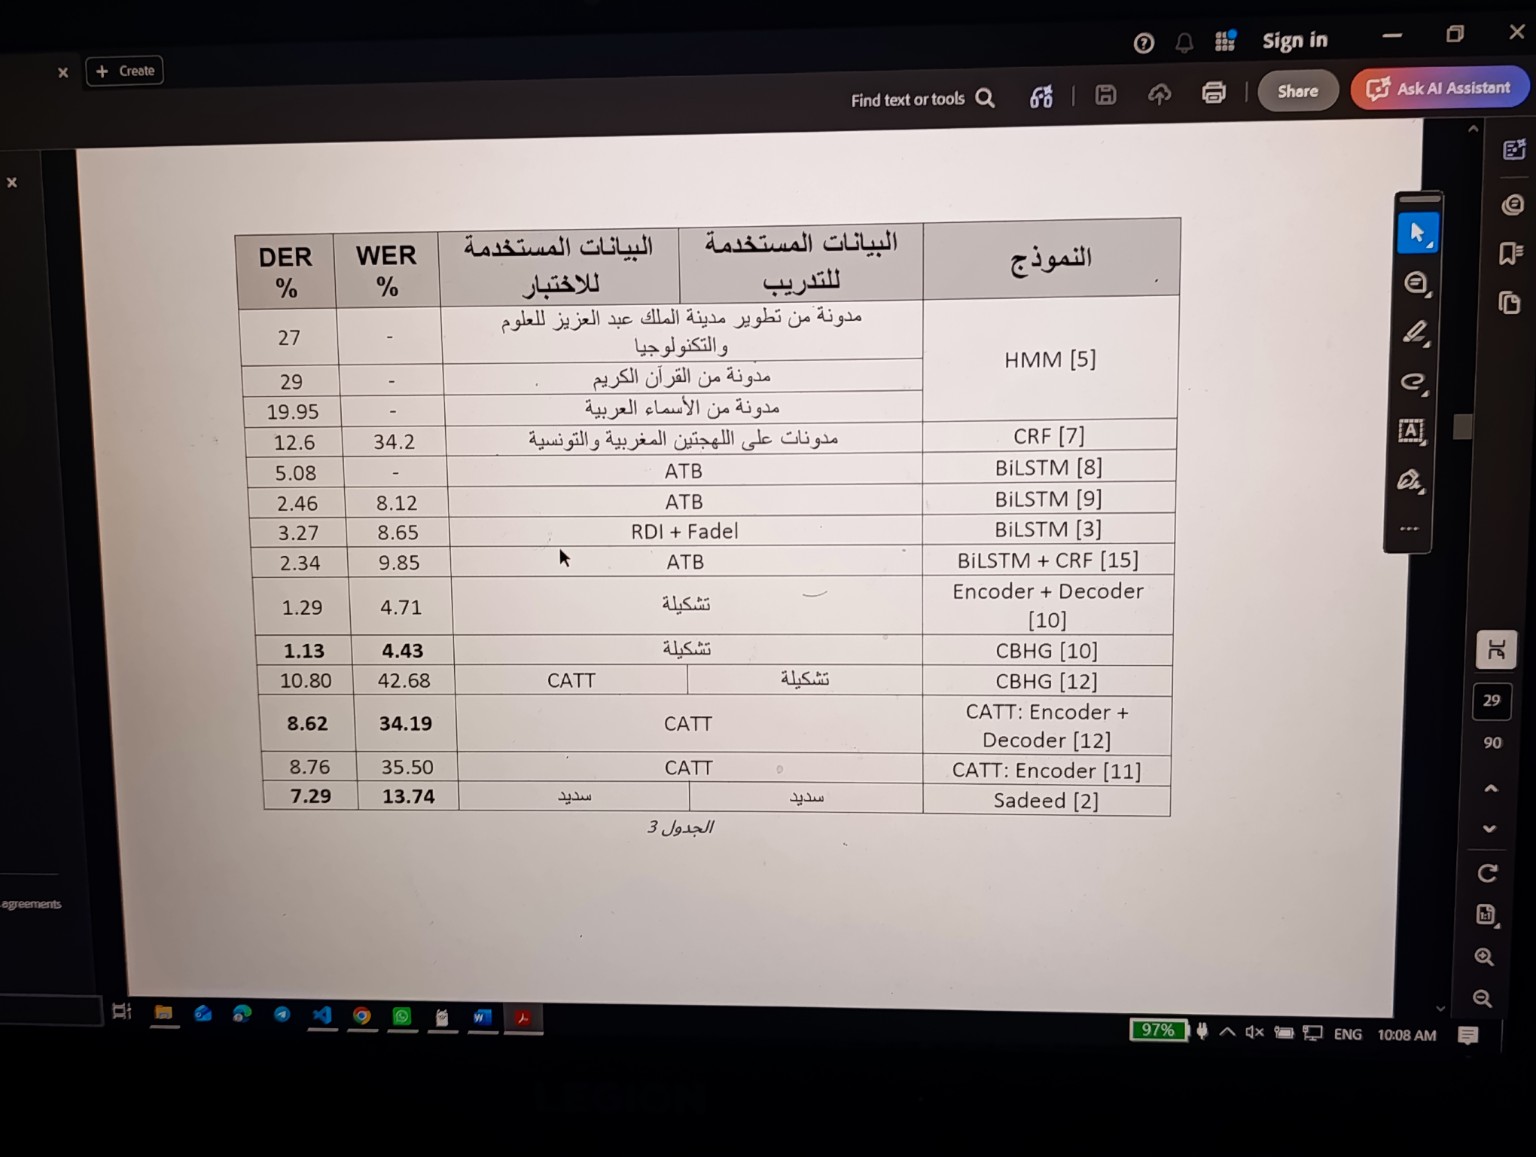 Sign in
+ Create
Find text or tools
Share
Ask AI Assistant
النموذج
البيانات المستخدمة للتدريب
البيانات المستخدمة للاختبار
WER %
DER %
HMM [5]
مدونة من تطوير مدينة الملك عبد العزيز للعلوم
والتكنولوجيا
-
27
مدونة من القرآن الكريم
-
29
مدونة من الأسماء العربية
-
19.95
CRF [7]
مدونات على اللهجتين المغربية والتونسية
34.2
12.6
BiLSTM [8]
ATB
-
5.08
BiLSTM [9]
ATB
8.12
2.46
BiLSTM [3]
RDI + Fadel
8.65
3.27
BiLSTM + CRF [15]
ATB
9.85
2.34
Encoder + Decoder
[10]
تشكيلة
4.71
1.29
CBHG [10]
تشكيلة
4.43
1.13
CBHG [12]
تشكيلة
CATT
42.68
10.80
CATT: Encoder +
Decoder [12]
CATT
34.19
8.62
CATT: Encoder [11]
CATT
35.50
8.76
Sadeed [2]
سديد
سديد
13.74
7.29
الجدول 3
29
90
agreements
97%
ENG
10:08 AM
LEGION